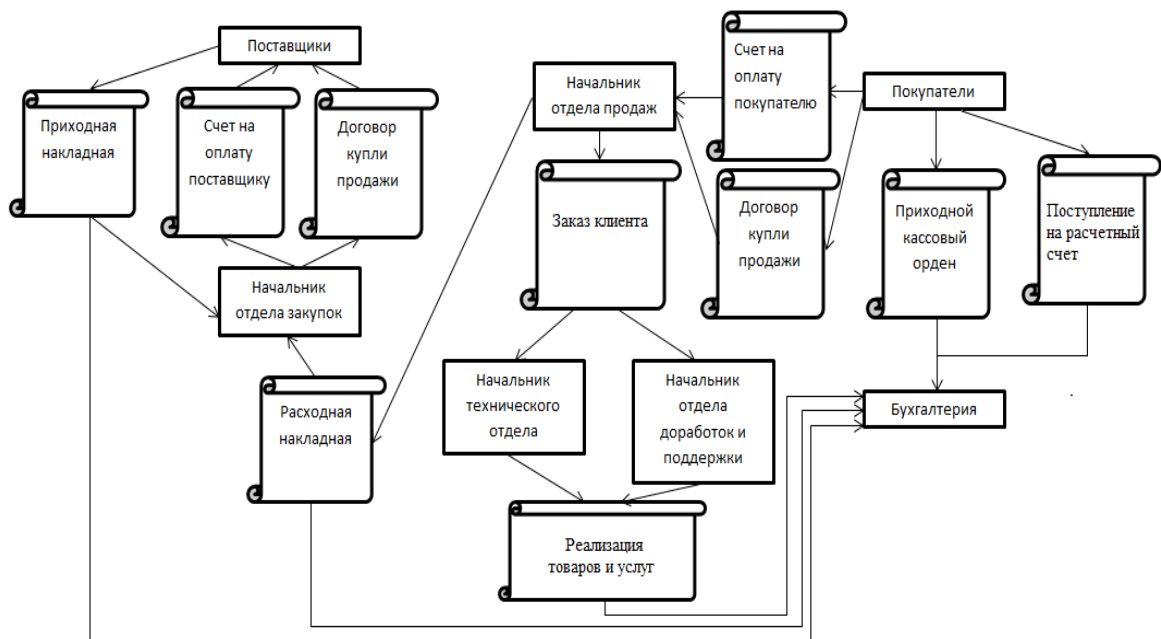 Поставщики
Приходная
накладная
Счет на
оплату
поставщику
Договор
купли
продажи
Начальник
отдела закупок
Расходная
накладная
Начальник
отдела продаж
Счет на
оплату
покупателю
Покупатели
Заказ клиента
Договор
купли
продажи
Приходной
кассовый
орден
Поступление
на расчетный
счет
Начальник
технического
отдела
Начальник
отдела
доработок и
поддержки
Бухгалтерия
Реализация
товаров и услуг